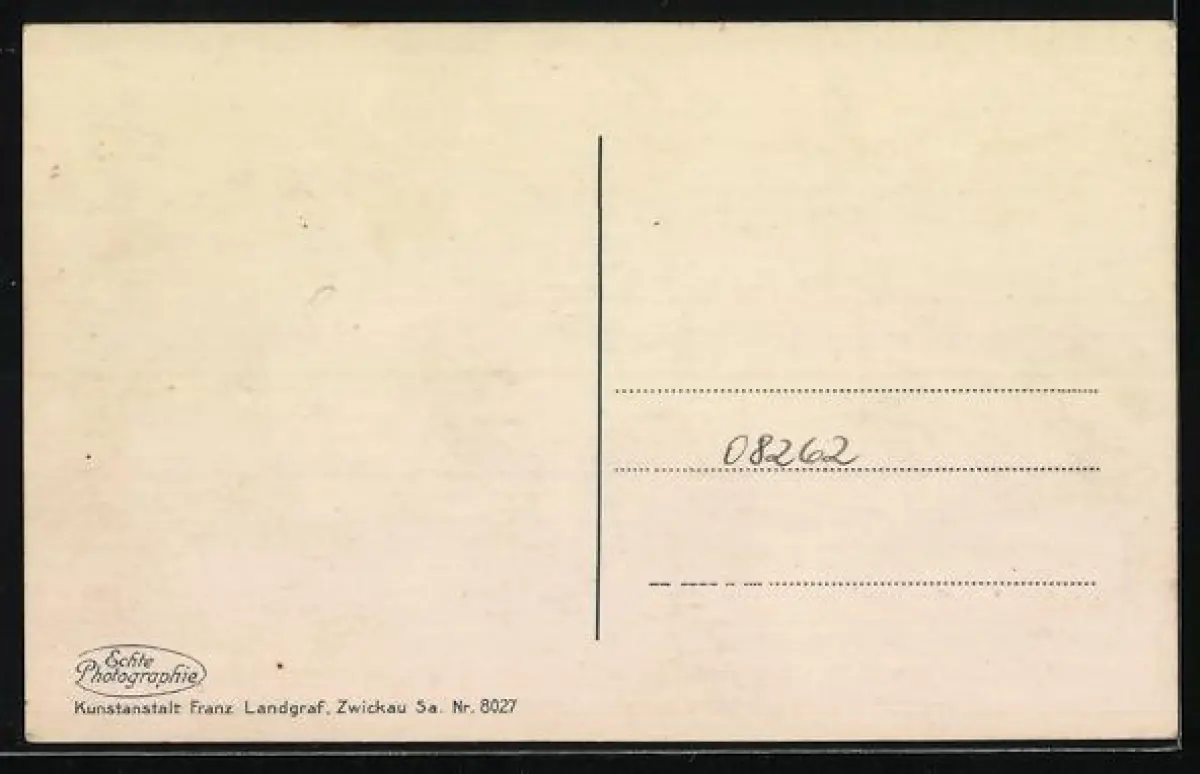 08262
Echte
Photographie
Kunstanstalt Franz Landgraf, Zwickau Sa. Nr. 8027